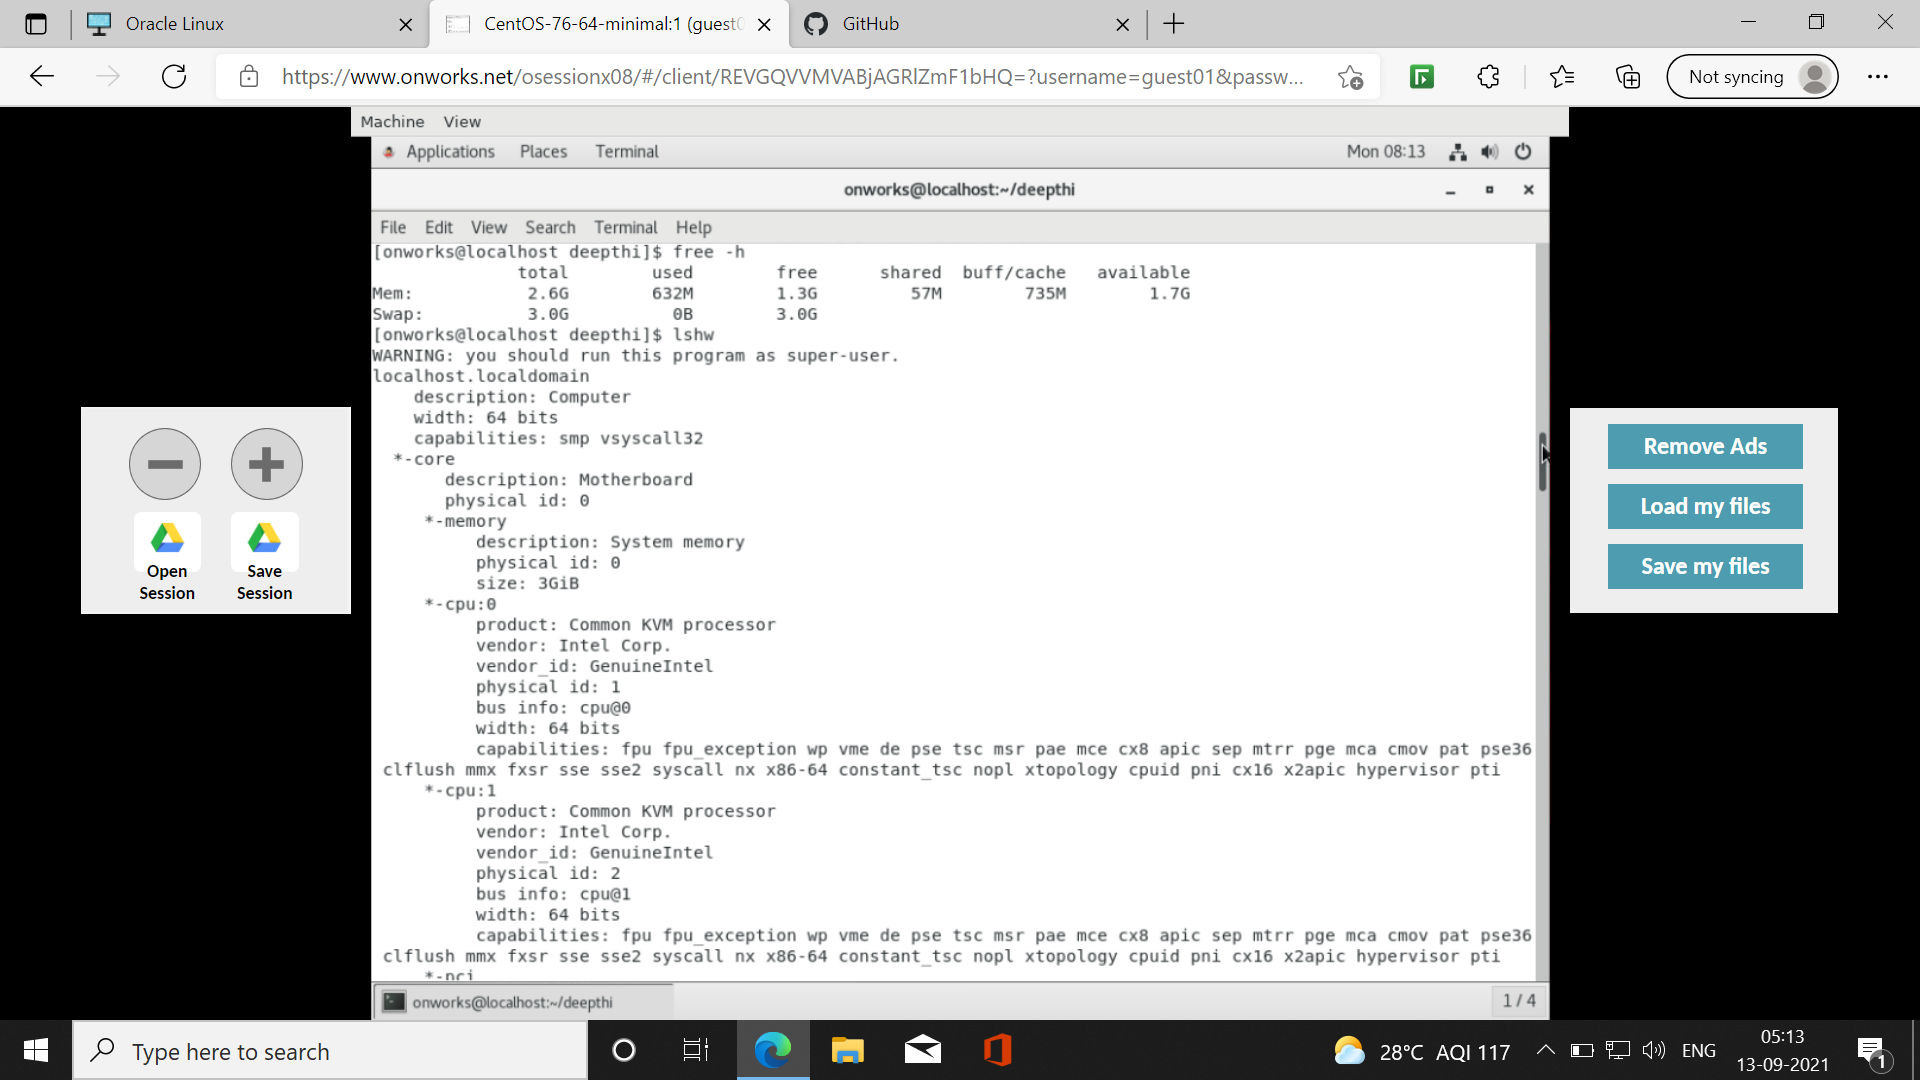 Oracle Linux
CentOS-76-64-minimal:1 (guest0
GitHub
https://www.onworks.net/osessionx08/#/client/REVGQVVMVABjAGRlZmF1bHQ=?username=guest01&passw...
Not syncing
Machine View
Applications Places Terminal
Mon 08:13
onworks@localhost:~/deepthi
File Edit View Search Terminal Help
[onworks@localhost deepthi]$ free -h
total used free shared buff/cache available
Mem: 2.6G 632M 1.3G 57M 735M 1.7G
Swap: 3.0G 0B 3.0G
[onworks@localhost deepthi]$ lshw
WARNING: you should run this program as super-user.
localhost.localdomain
description: Computer
width: 64 bits
capabilities: smp vsyscall32
*-core
description: Motherboard
physical id: 0
*-memory
description: System memory
physical id: 0
size: 3GiB
*-cpu:0
product: Common KVM processor
vendor: Intel Corp.
vendor_id: GenuineIntel
physical id: 1
bus info: cpu@0
width: 64 bits
capabilities: fpu fpu_exception wp vme de pse tsc msr pae mce cx8 apic sep mtrr pge mca cmov pat pse36
clflush mmx fxsr sse sse2 syscall nx x86-64 constant_tsc nopl xtopology cpuid pni cx16 x2apic hypervisor pti
*-cpu:1
product: Common KVM processor
vendor: Intel Corp.
vendor_id: GenuineIntel
physical id: 2
bus info: cpu@1
width: 64 bits
capabilities: fpu fpu_exception wp vme de pse tsc msr pae mce cx8 apic sep mtrr pge mca cmov pat pse36
clflush mmx fxsr sse sse2 syscall nx x86-64 constant_tsc nopl xtopology cpuid pni cx16 x2apic hypervisor pti
*-pci
onworks@localhost:~/deepthi
1 / 4
Open
Session
Save
Session
Remove Ads
Load my files
Save my files
Type here to search
28°C AQI 117
ENG
05:13
13-09-2021
1